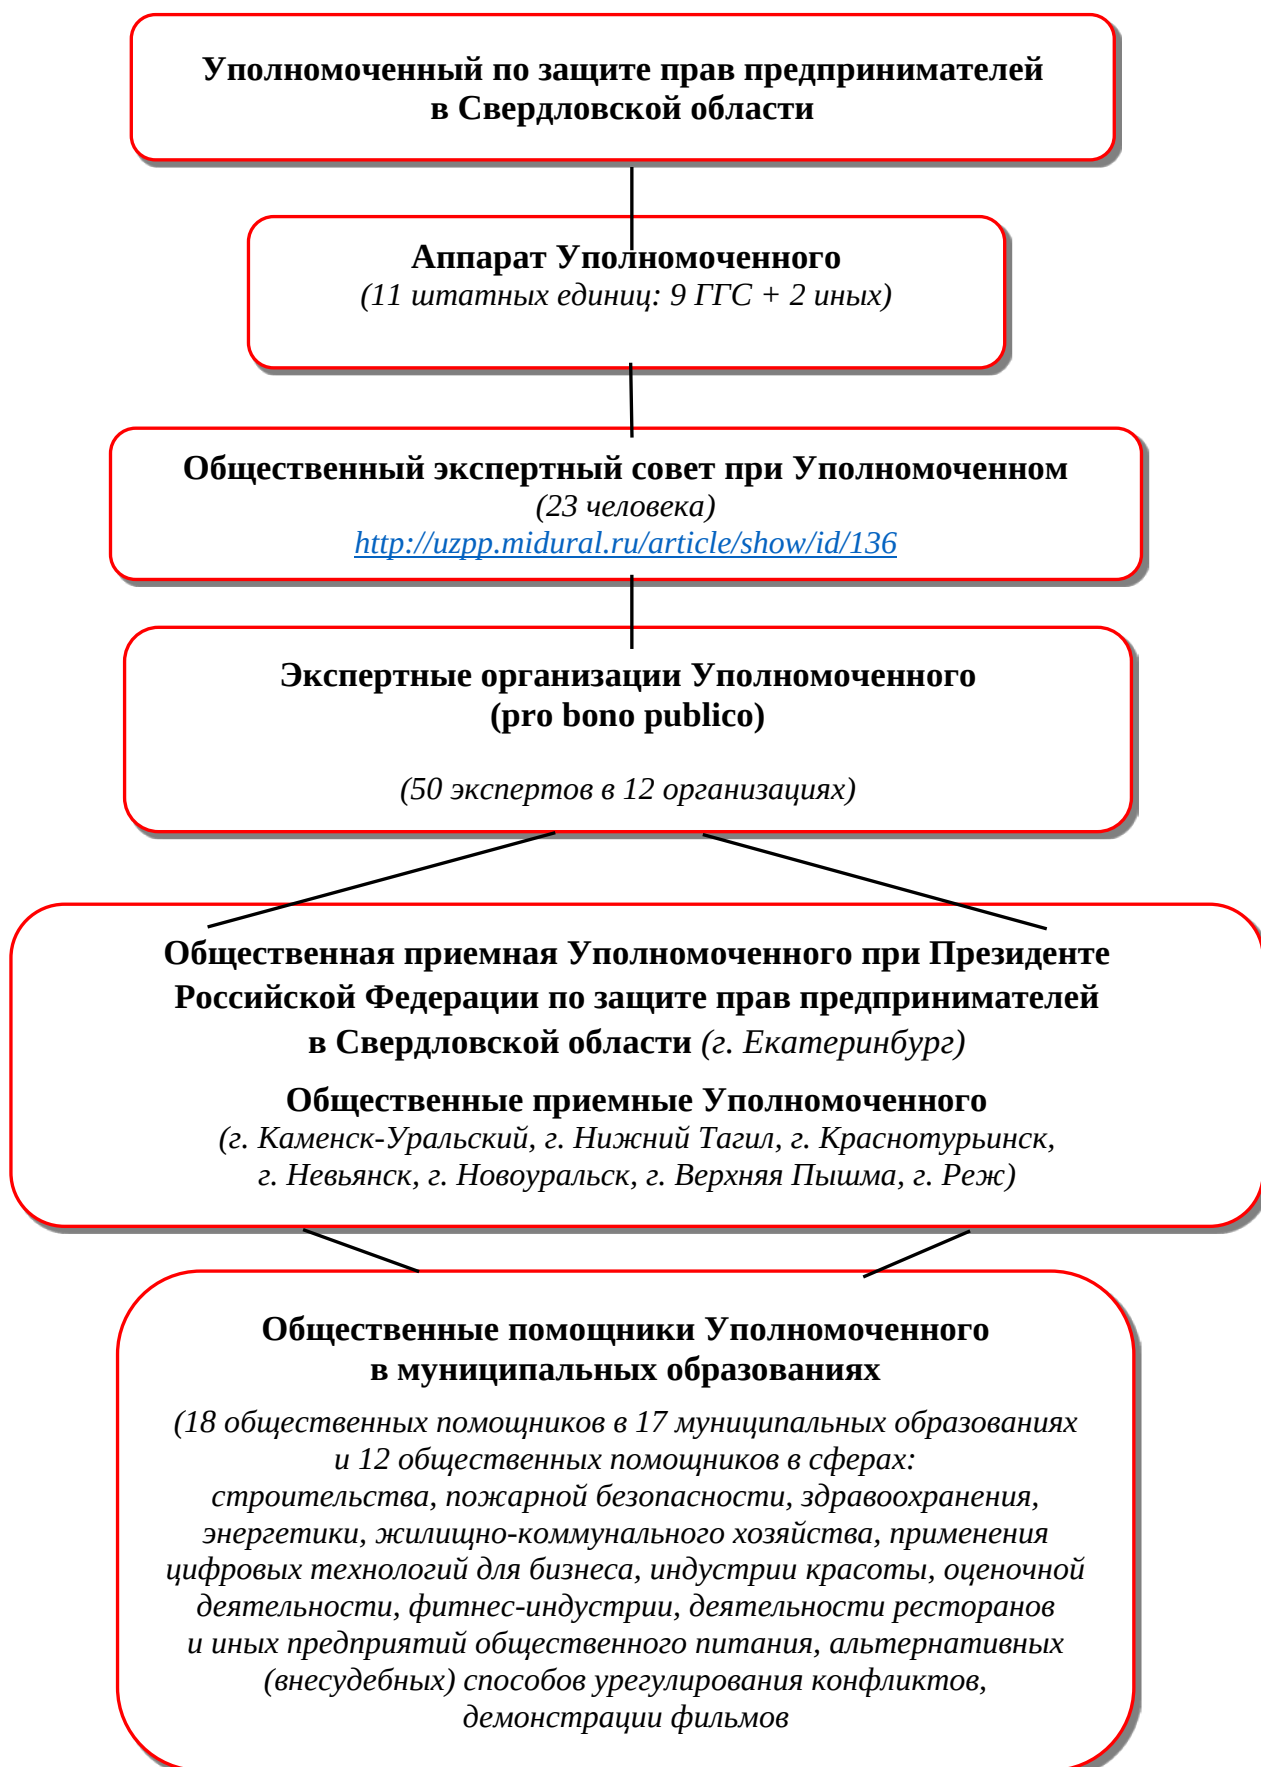 Уполномоченный по защите прав предпринимателей
в Свердловской области
Аппарат Уполномоченного
(11 штатных единиц: 9 ГГС + 2 иных)
Общественный экспертный совет при Уполномоченном
(23 человека)
http://uzpp.midural.ru/article/show/id/136
Экспертные организации Уполномоченного
(pro bono publico)
(50 экспертов в 12 организациях)
Общественная приемная Уполномоченного при Президенте
Российской Федерации по защите прав предпринимателей
в Свердловской области (г. Екатеринбург)
Общественные приемные Уполномоченного
(г. Каменск-Уральский, г. Нижний Тагил, г. Краснотурьинск,
г. Невьянск, г. Новоуральск, г. Верхняя Пышма, г. Реж)
Общественные помощники Уполномоченного
в муниципальных образованиях
(18 общественных помощников в 17 муниципальных образованиях
и 12 общественных помощников в сферах:
строительства, пожарной безопасности, здравоохранения,
энергетики, жилищно-коммунального хозяйства, применения
цифровых технологий для бизнеса, индустрии красоты, оценочной
деятельности, фитнес-индустрии, деятельности ресторанов
и иных предприятий общественного питания, альтернативных
(внесудебных) способов урегулирования конфликтов,
демонстрации фильмов